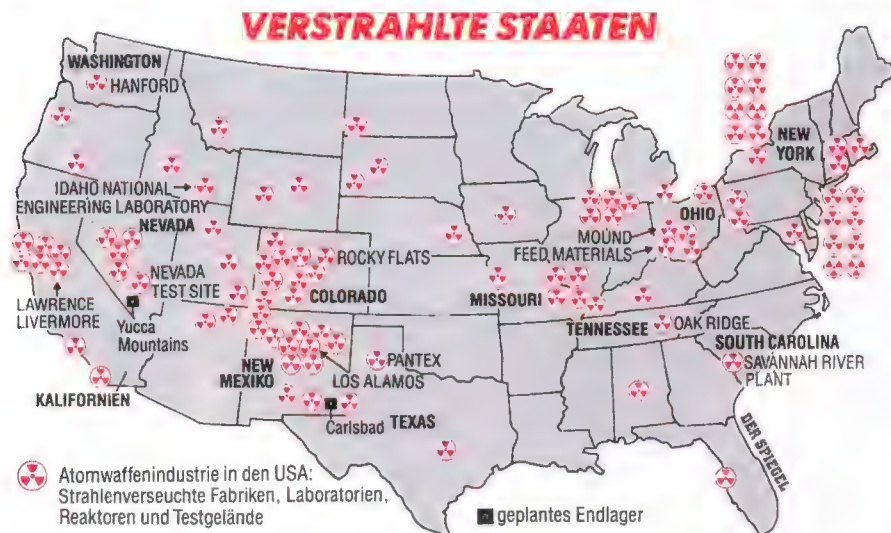 VERSTRAHLTE STAATEN
WASHINGTON
HANFORD
NEW
YORK
IDAHO NATIONAL
ENGINEERING LABORATORY
NEVADA
OHIO
MOUND
FEED MATERIALS
ROCKY FLATS
NEVADA
TEST SITE
COLORADO
MISSOURI
LAWRENCE
LIVERMORE
Yucca
Mountains
TENNESSEE
OAK RIDGE
SOUTH CAROLINA
SAVANNAH RIVER
PLANT
PANTEX
NEW
MEXIKO
LOS ALAMOS
KALIFORNIEN
Carlsbad
TEXAS
DER SPIEGEL
Atomwaffenindustrie in den USA:
Strahlenverseuchte Fabriken, Laboratorien,
Reaktoren und Testgelände
geplantes Endlager